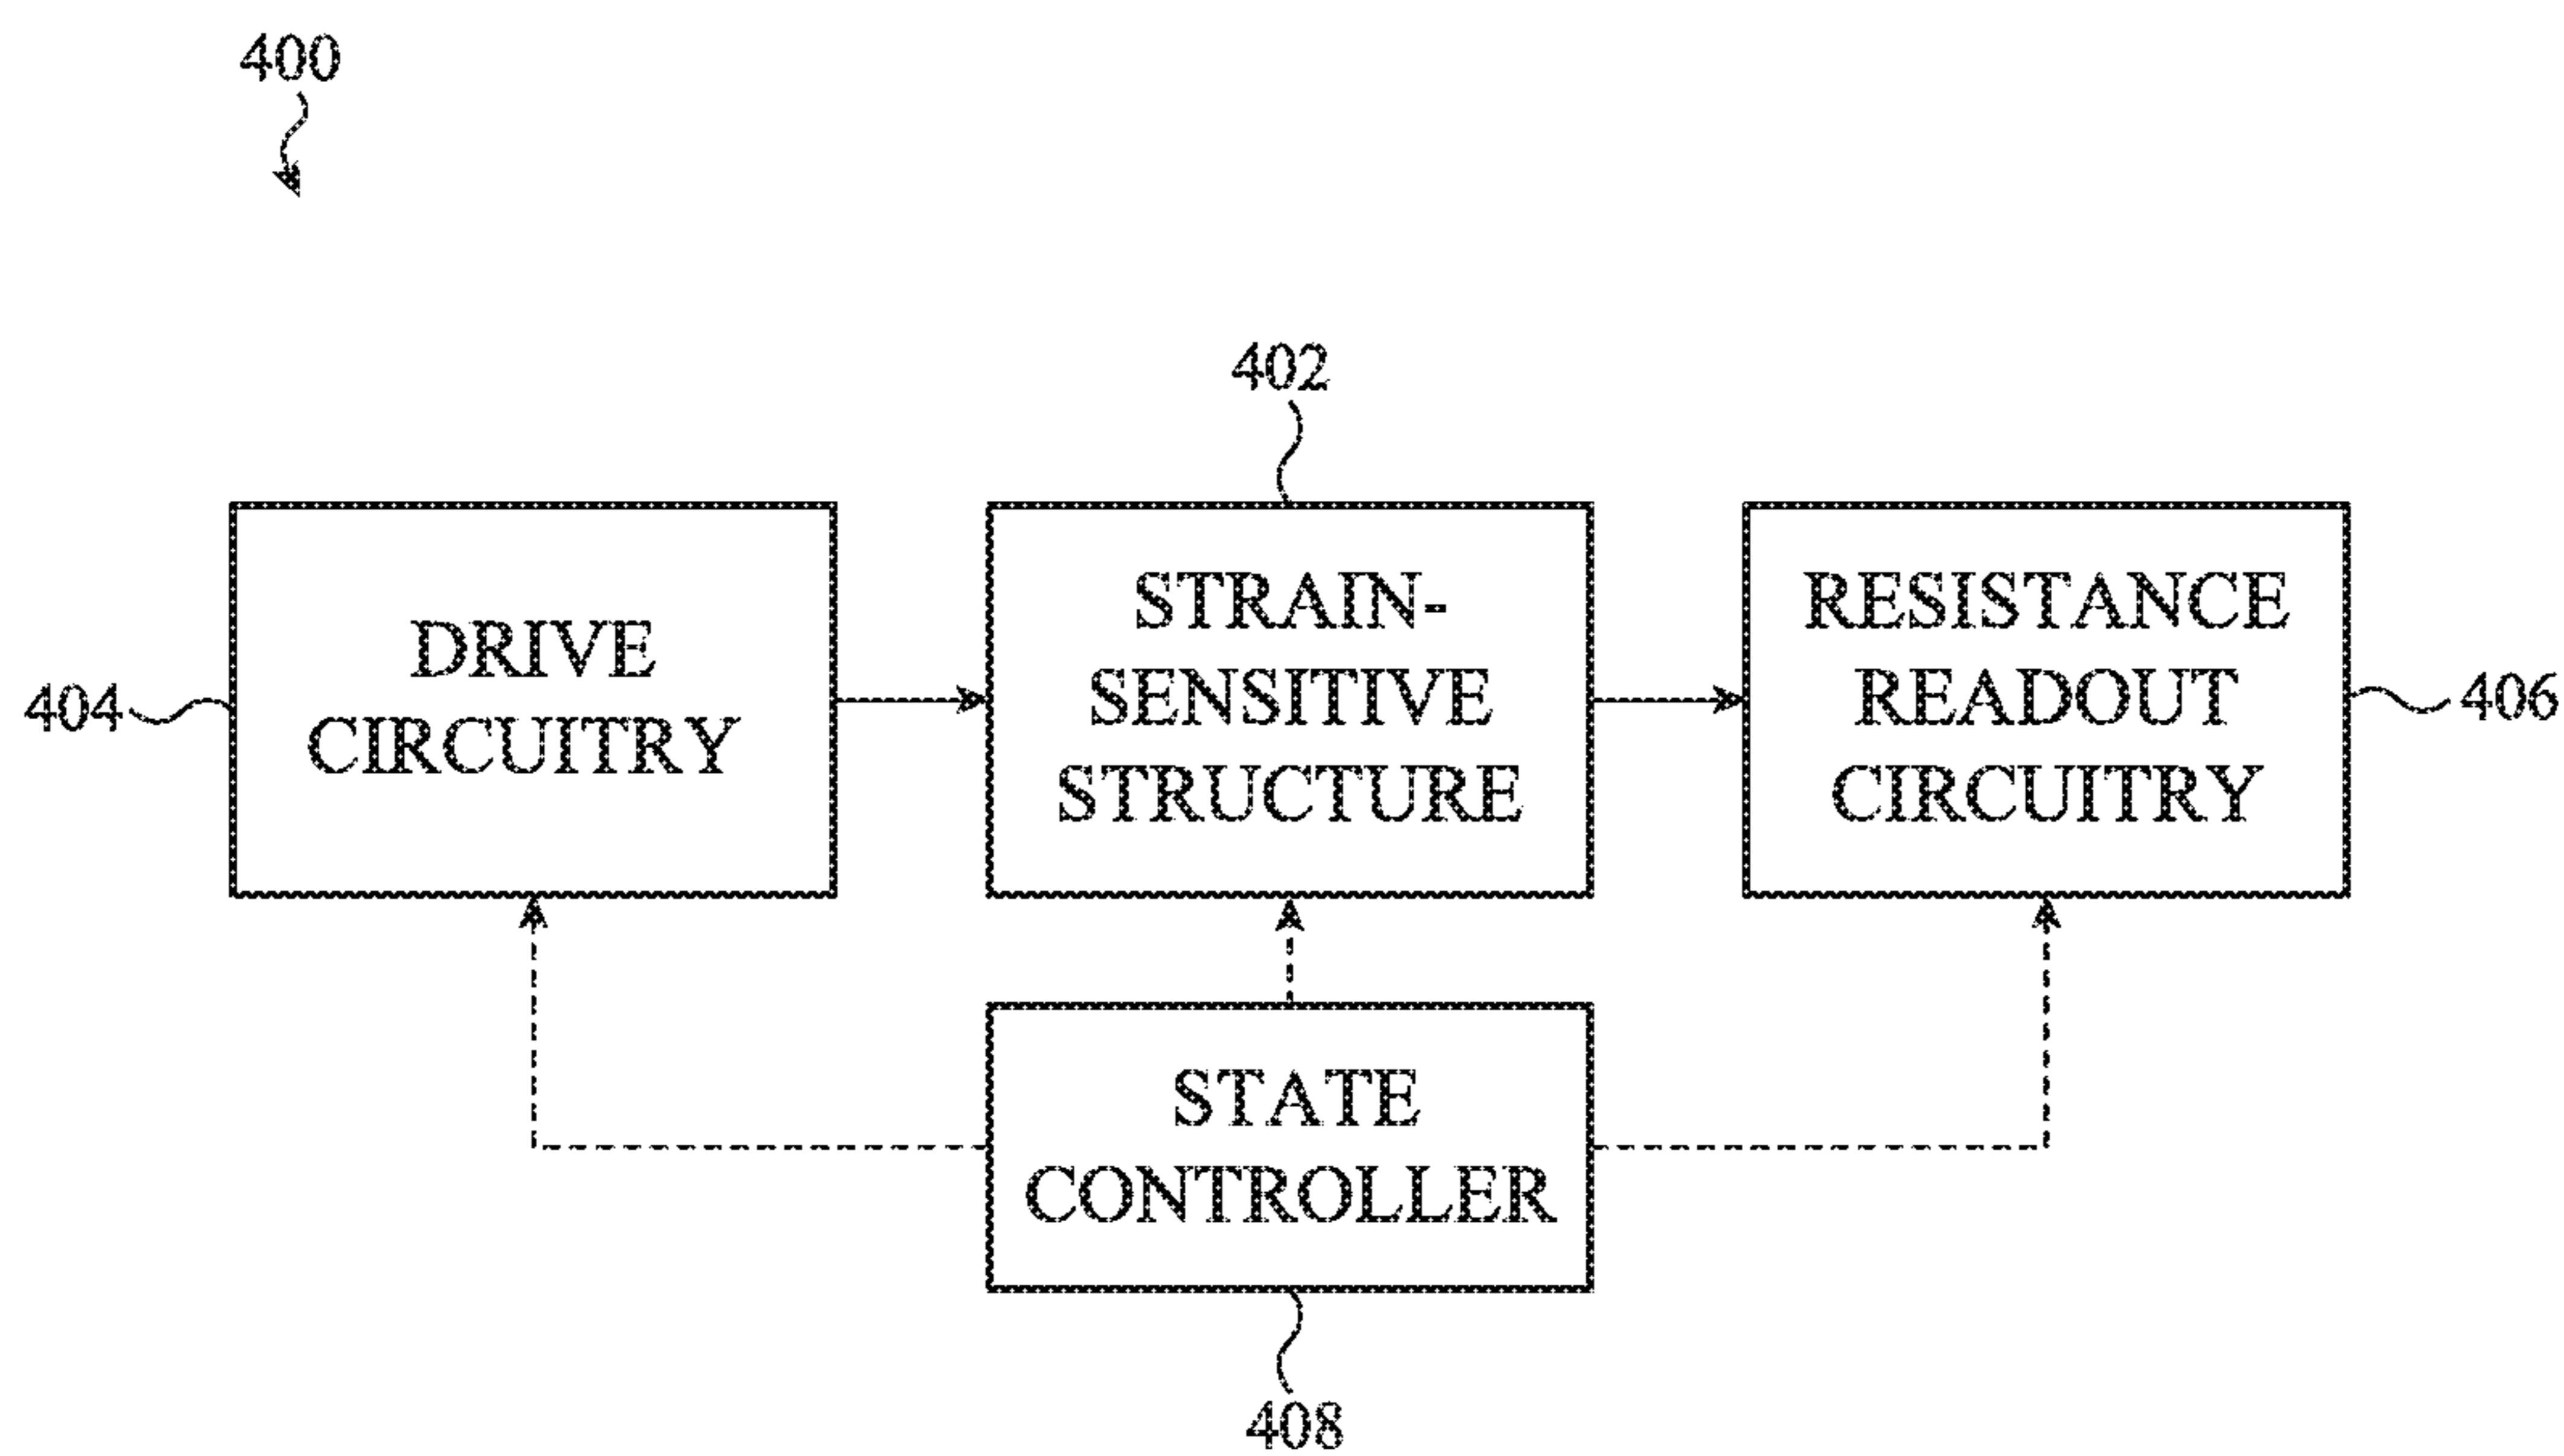 400
402
DRIVE
CIRCUITRY
404
STRAIN-
SENSITIVE
STRUCTURE
RESISTANCE
READOUT
CIRCUITRY
406
STATE
CONTROLLER
408